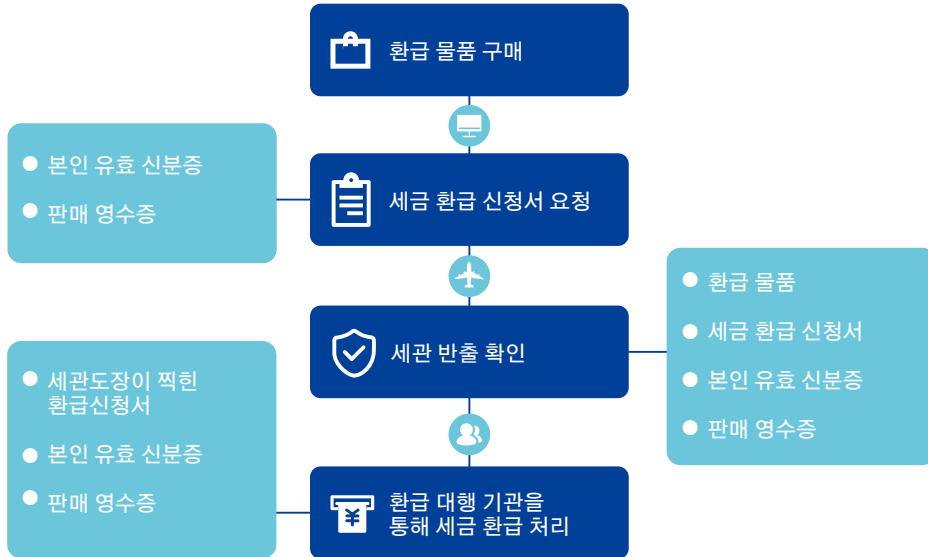 환급 물품 구매
본인 유효 신분증
판매 영수증
세금 환급 신청서 요청
세관 반출 확인
환급 물품
세금 환급 신청서
본인 유효 신분증
판매 영수증
세관도장이 찍힌
환급신청서
본인 유효 신분증
판매 영수증
¥
환급 대행 기관을
통해 세금 환급 처리